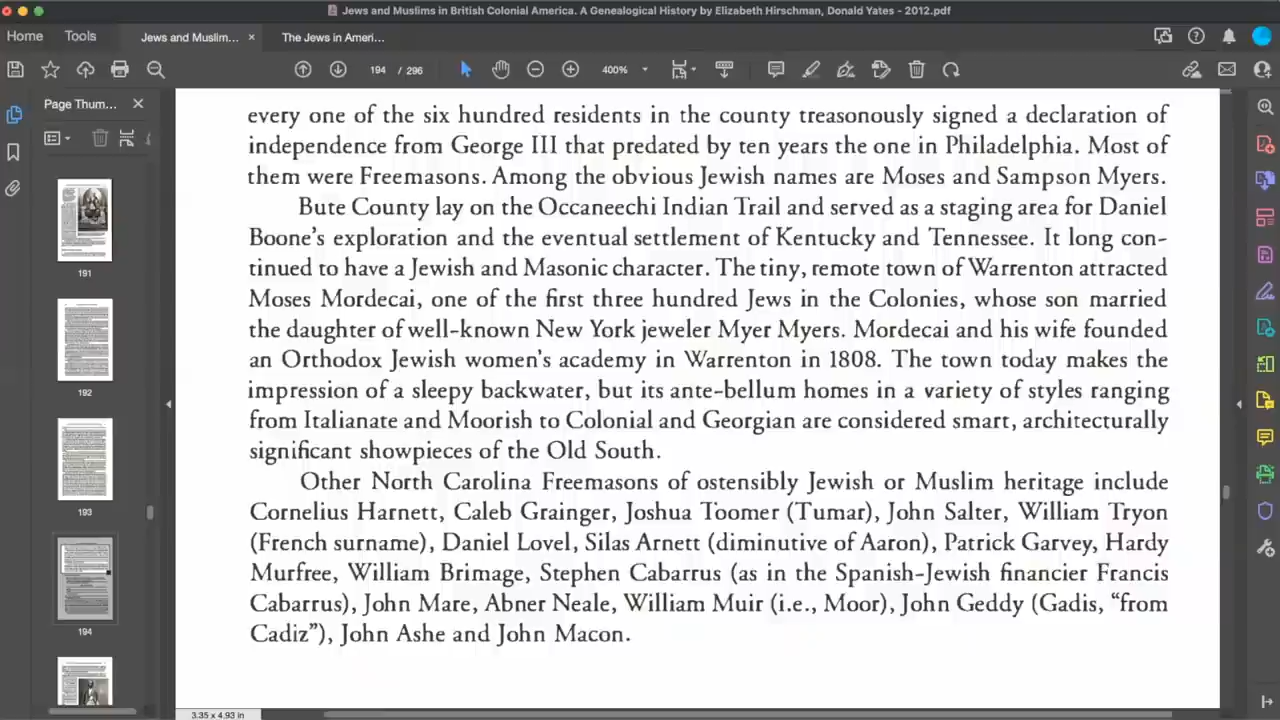 Jews and Muslims in British Colonial America. A Genealogical History by Elizabeth Hirschman, Donald Yates - 2012.pdf
Home Tools Jews and Muslim... × The Jews in Ameri...
194 / 296 400%
Page Thum... ×
191
192
193
194
every one of the six hundred residents in the county treasonously signed a declaration of
independence from George III that predated by ten years the one in Philadelphia. Most of
them were Freemasons. Among the obvious Jewish names are Moses and Sampson Myers.
Bute County lay on the Occaneechi Indian Trail and served as a staging area for Daniel
Boone's exploration and the eventual settlement of Kentucky and Tennessee. It long con-
tinued to have a Jewish and Masonic character. The tiny, remote town of Warrenton attracted
Moses Mordecai, one of the first three hundred Jews in the Colonies, whose son married
the daughter of well-known New York jeweler Myer Myers. Mordecai and his wife founded
an Orthodox Jewish women's academy in Warrenton in 1808. The town today makes the
impression of a sleepy backwater, but its ante-bellum homes in a variety of styles ranging
from Italianate and Moorish to Colonial and Georgian are considered smart, architecturally
significant showpieces of the Old South.
Other North Carolina Freemasons of ostensibly Jewish or Muslim heritage include
Cornelius Harnett, Caleb Grainger, Joshua Toomer (Tumar), John Salter, William Tryon
(French surname), Daniel Lovel, Silas Arnett (diminutive of Aaron), Patrick Garvey, Hardy
Murfree, William Brimage, Stephen Cabarrus (as in the Spanish-Jewish financier Francis
Cabarrus), John Mare, Abner Neale, William Muir (i.e., Moor), John Geddy (Gadis, "from
Cadiz"), John Ashe and John Macon.
3.35 x 4.93 in